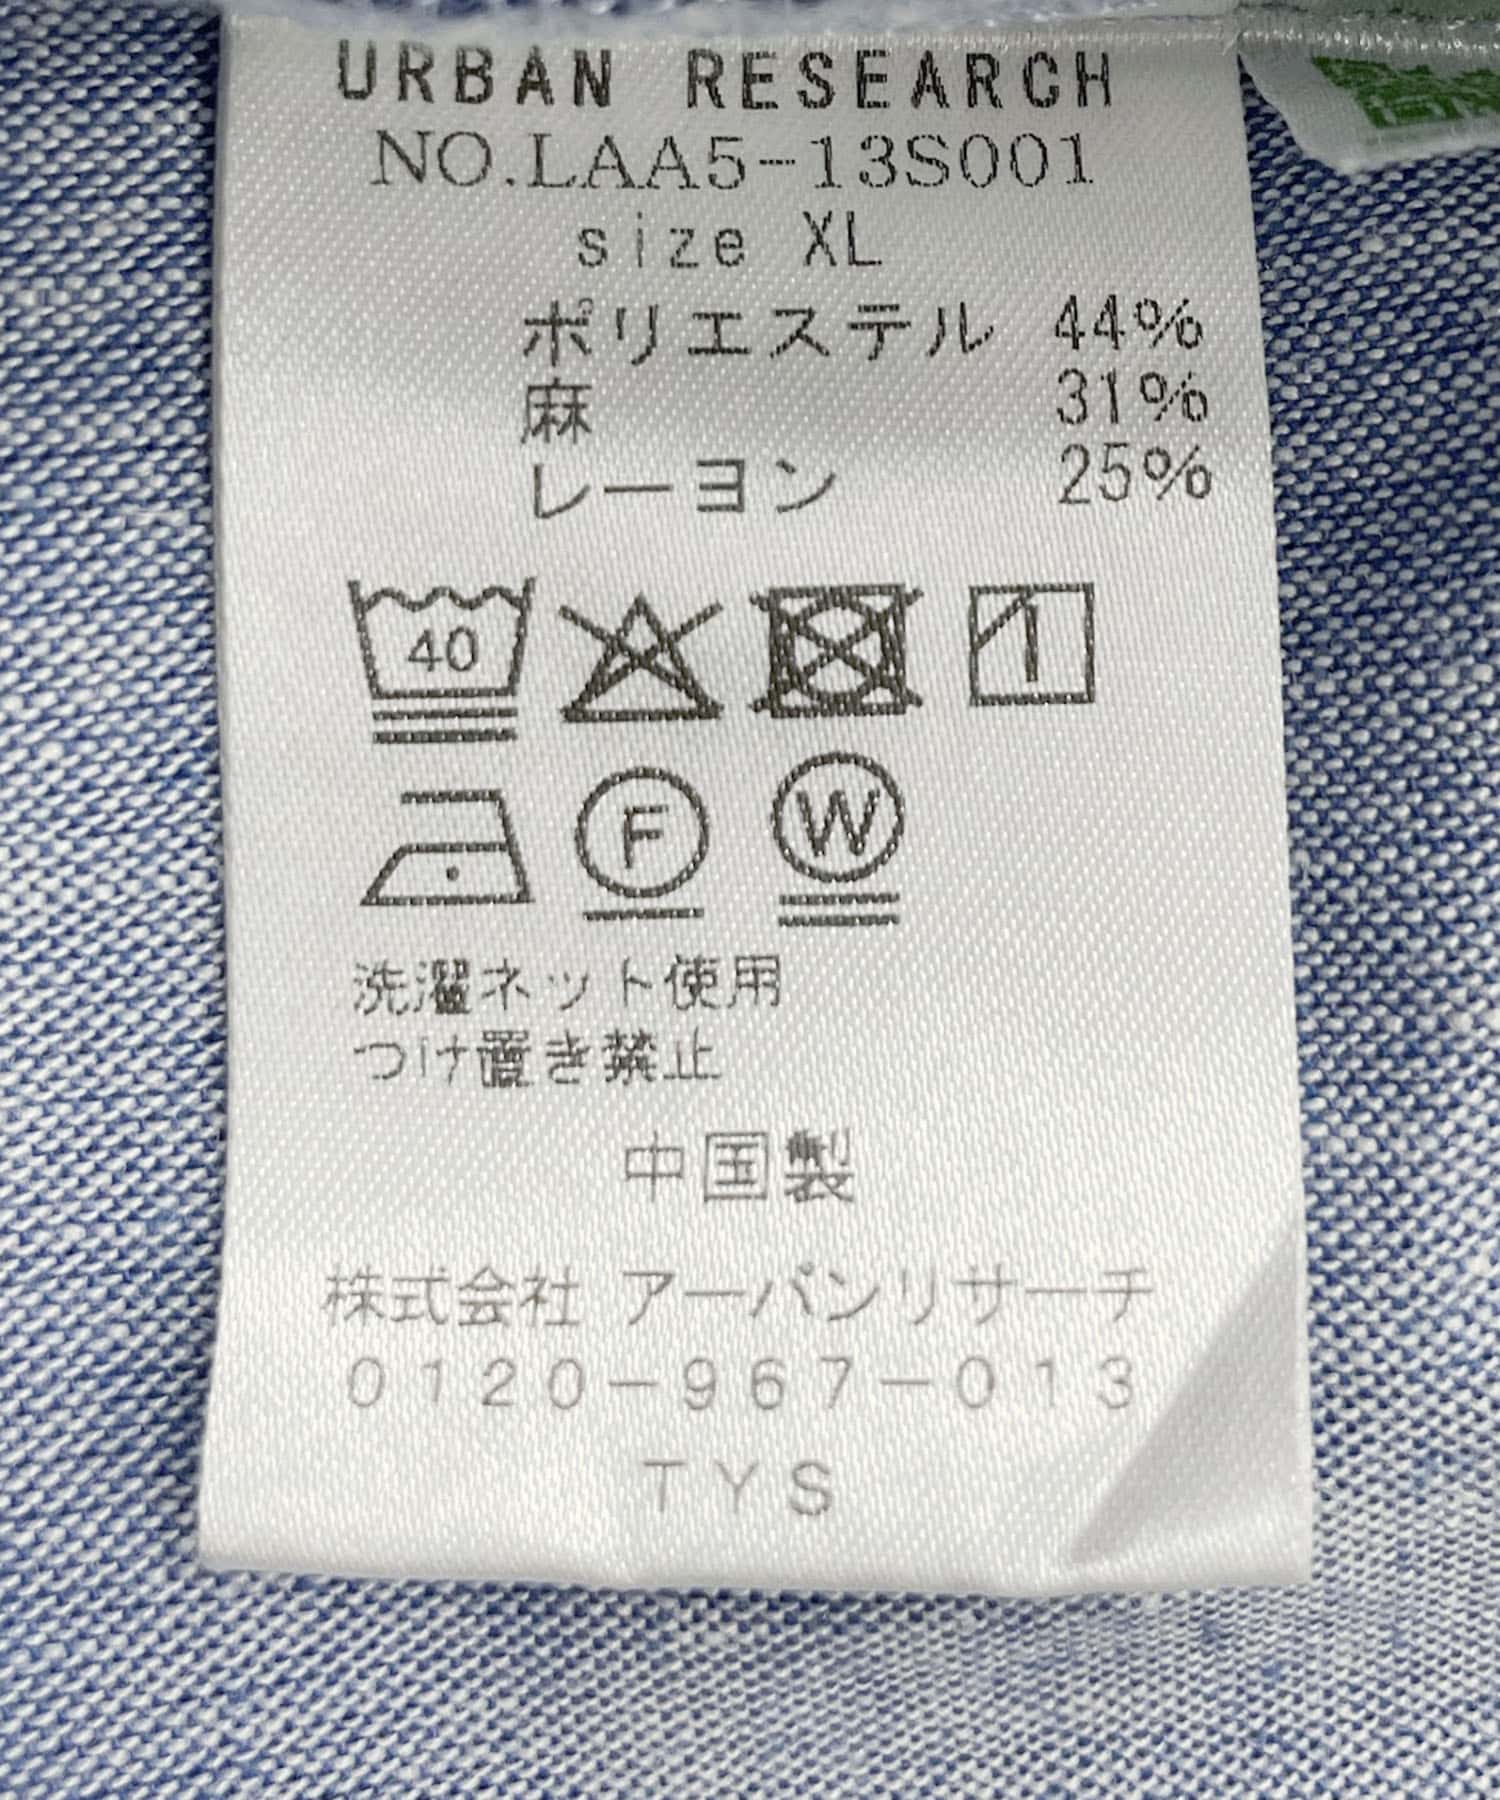 URBAN RESEARCH
NO.LAA5-13S001
size XL
ポリエステル 44%
麻 31%
レーヨン 25%
40
F
W
洗濯ネット使用
つけ置き禁止
中国製
株式会社 アーバンリサーチ
0120-967-013
TYS